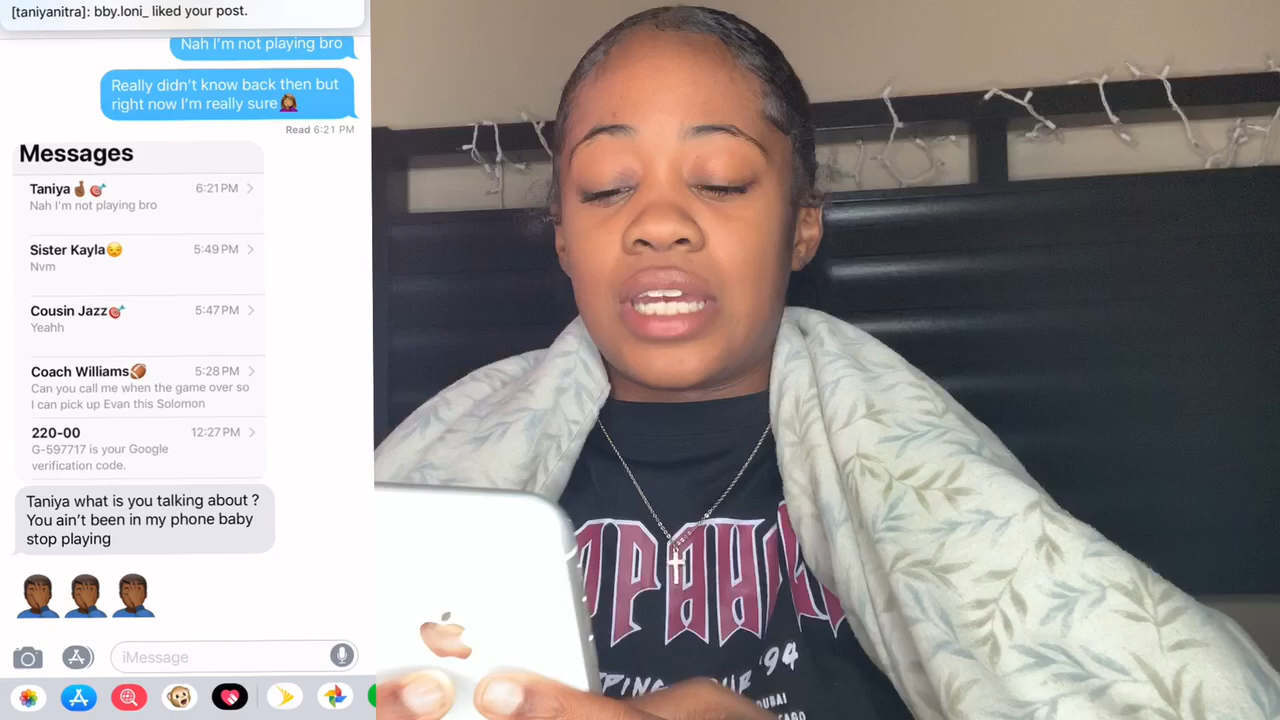 [taniyanitra]: bby.loni_ liked your post.
Nah I'm not playing bro
Really didn't know back then but
right now I'm really sure🤦🏾‍♀️
Read 6:21 PM
Messages
Taniya🤞🏾🎯 6:21 PM
Nah I'm not playing bro
Sister Kayla😒 5:49 PM
Nvm
Cousin Jazz🎯 5:47 PM
Yeahh
Coach Williams🏈 5:28 PM
Can you call me when the game over so
I can pick up Evan this Solomon
220-00 12:27 PM
G-597717 is your Google
verification code.
Taniya what is you talking about ?
You ain't been in my phone baby
stop playing
🤦🏾‍♂️🤦🏾‍♂️🤦🏾‍♂️
iMessage
'94